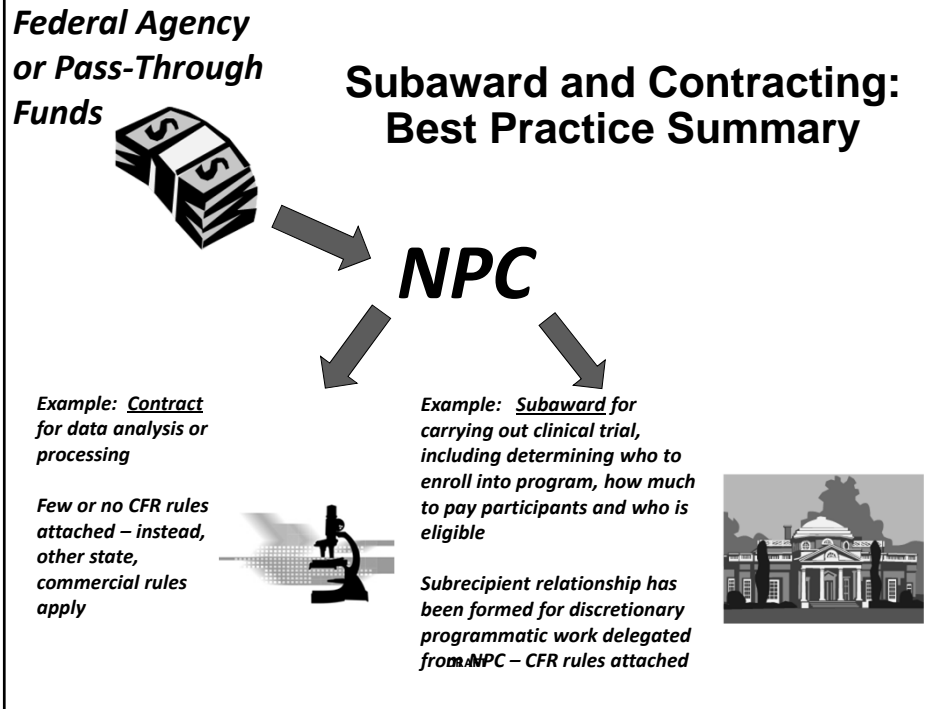 Federal Agency
or Pass-Through
Funds
Subaward and Contracting:
Best Practice Summary
$
$
NPC
Example: Contract
for data analysis or
processing
Few or no CFR rules
attached – instead,
other state,
commercial rules
apply
Example: Subaward for
carrying out clinical trial,
including determining who to
enroll into program, how much
to pay participants and who is
eligible
Subrecipient relationship has
been formed for discretionary
programmatic work delegated
from NPC – CFR rules attached
DRAFT